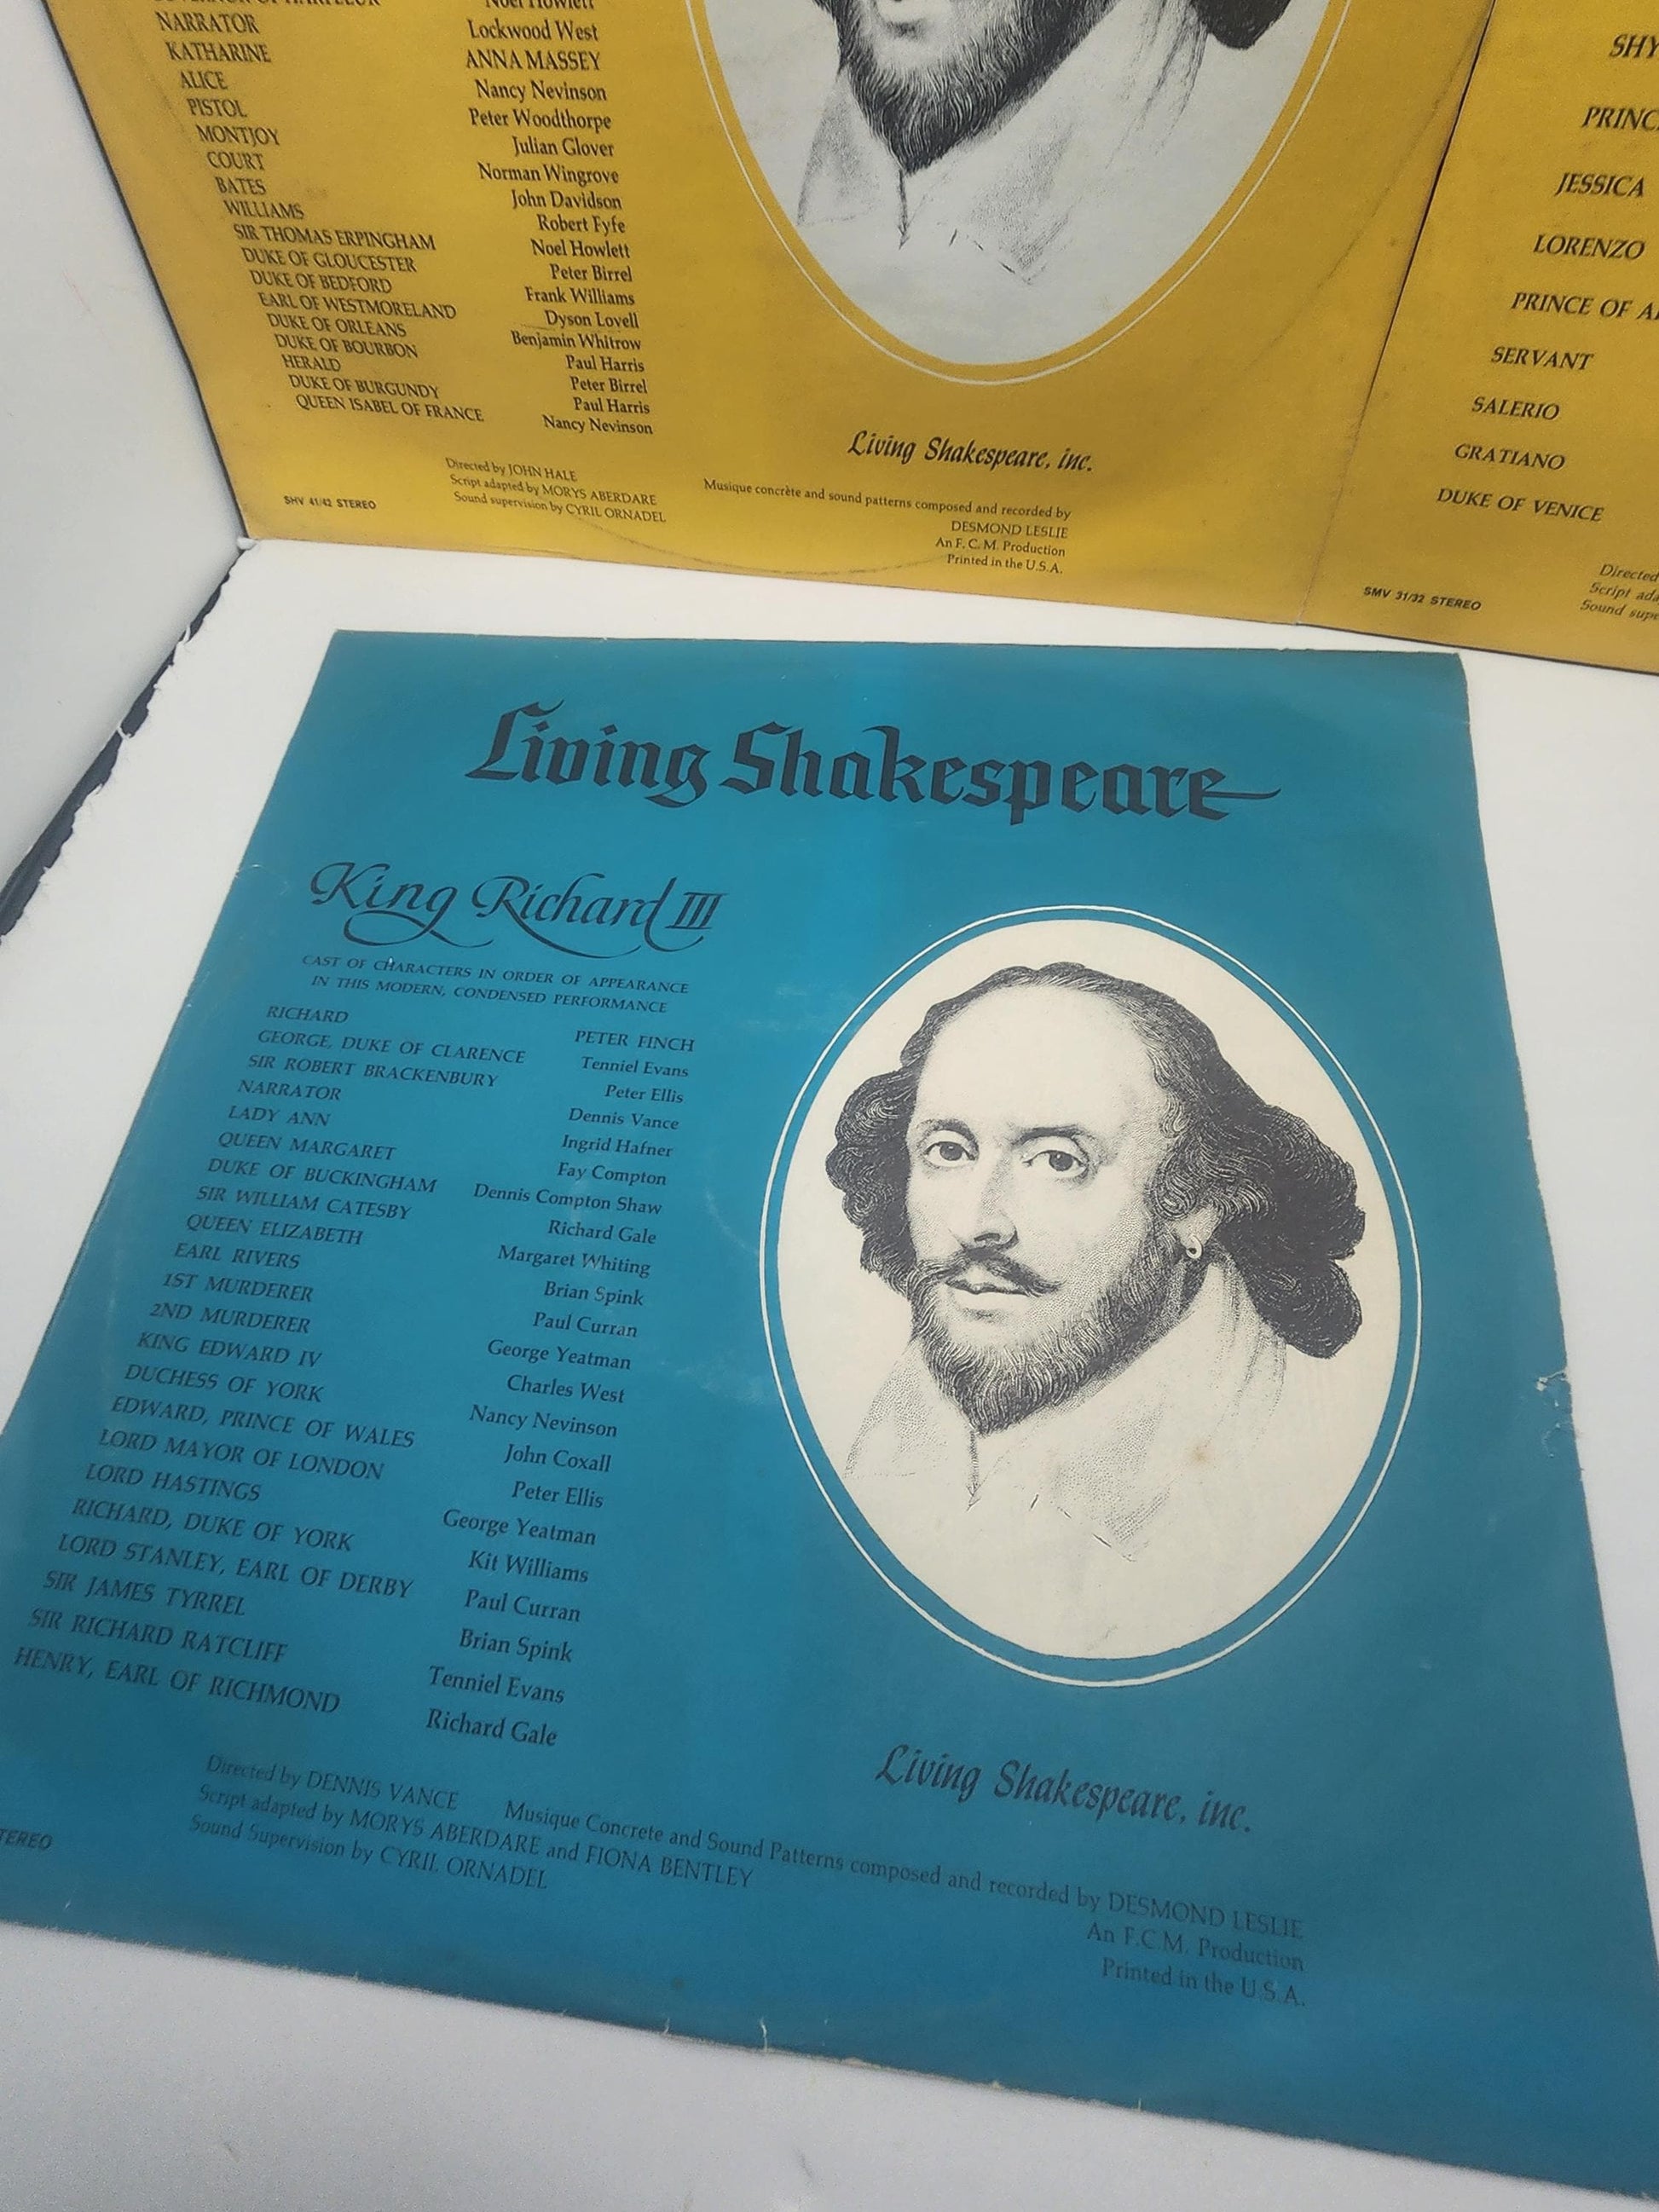 NARRATOR Lockwood West
KATHARINE ANNA MASSEY
ALICE Nancy Nevinson
PISTOL Peter Woodthorpe
MONTJOY Julian Glover
COURT Norman Wingrove
BATES John Davidson
WILLIAMS Robert Fyfe
SIR THOMAS ERPINGHAM Noel Howlett
DUKE OF GLOUCESTER Peter Birrel
DUKE OF BEDFORD Frank Williams
EARL OF WESTMORELAND Dyson Lovell
DUKE OF ORLEANS Benjamin Whitrow
DUKE OF BOURBON Paul Harris
HERALD Peter Birrel
DUKE OF BURGUNDY Paul Harris
QUEEN ISABEL OF FRANCE Nancy Nevinson
Directed by JOHN HALE
Script adapted by MORYS ABERDARE
Sound supervision by CYRIL ORNADEL
SHV 41/42 STEREO
Living Shakespeare, inc.
Musique concrète and sound patterns composed and recorded by
DESMOND LESLIE
An F. C. M. Production
Printed in the U.S.A.
SHY
PRINC
JESSICA
LORENZO
PRINCE OF A
SERVANT
SALERIO
GRATIANO
DUKE OF VENICE
SMV 31/32 STEREO
Directed
Script ada
Sound supe
Living Shakespeare
King Richard III
CAST OF CHARACTERS IN ORDER OF APPEARANCE
IN THIS MODERN, CONDENSED PERFORMANCE
RICHARD PETER FINCH
GEORGE, DUKE OF CLARENCE Tenniel Evans
SIR ROBERT BRACKENBURY Peter Ellis
NARRATOR Dennis Vance
LADY ANN Ingrid Hafner
QUEEN MARGARET Fay Compton
DUKE OF BUCKINGHAM Dennis Compton Shaw
SIR WILLIAM CATESBY Richard Gale
QUEEN ELIZABETH Margaret Whiting
EARL RIVERS Brian Spink
1ST MURDERER Paul Curran
2ND MURDERER George Yeatman
KING EDWARD IV Charles West
DUCHESS OF YORK Nancy Nevinson
EDWARD, PRINCE OF WALES John Coxall
LORD MAYOR OF LONDON Peter Ellis
LORD HASTINGS George Yeatman
RICHARD, DUKE OF YORK Kit Williams
LORD STANLEY, EARL OF DERBY Paul Curran
SIR JAMES TYRREL Brian Spink
SIR RICHARD RATCLIFF Tenniel Evans
HENRY, EARL OF RICHMOND Richard Gale
Living Shakespeare, inc.
Directed by DENNIS VANCE
Script adapted by MORYS ABERDARE and FIONA BENTLEY
Sound Supervision by CYRIL ORNADEL
TEREO
Musique Concrete and Sound Patterns composed and recorded by DESMOND LESLIE
An F.C.M. Production
Printed in the U.S.A.